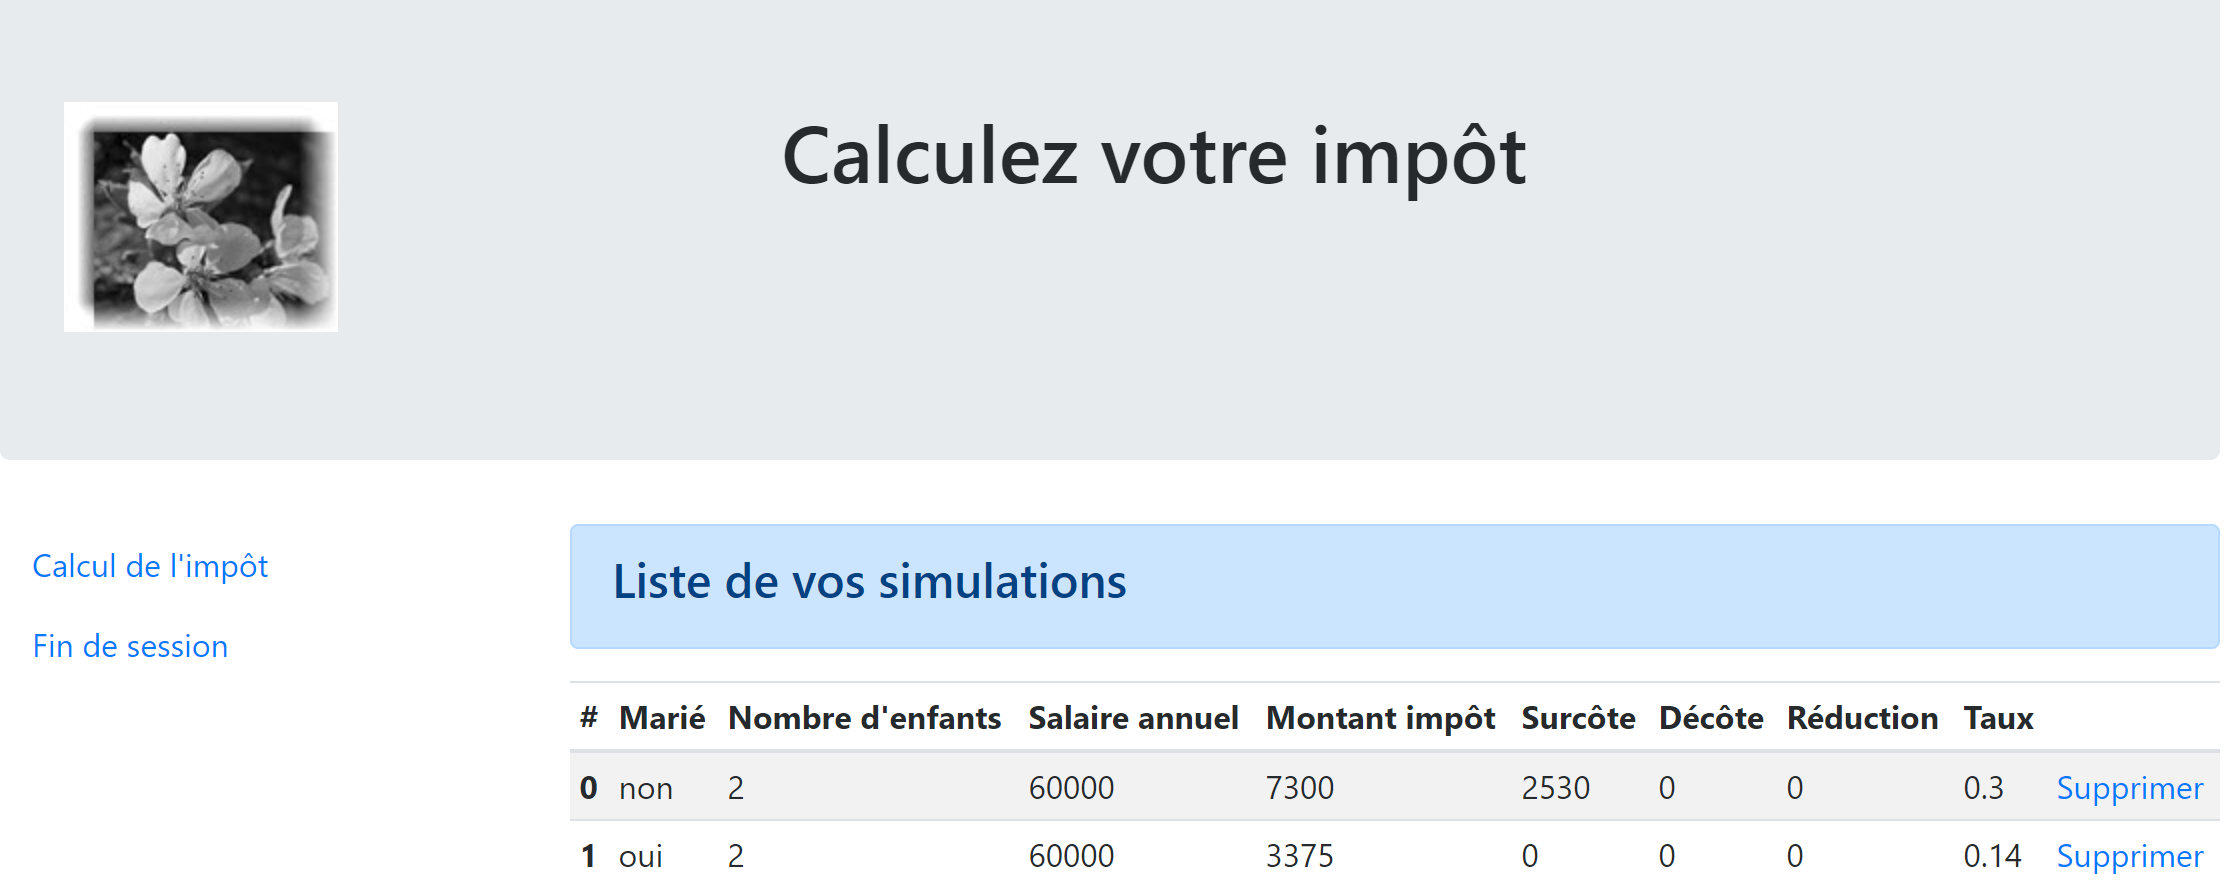 Calculez votre impôt
Calcul de l'impôt
Fin de session
Liste de vos simulations
# Marié Nombre d'enfants Salaire annuel Montant impôt Surcôte Décôte Réduction Taux
0 non 2 60000 7300 2530 0 0 0.3 Supprimer
1 oui 2 60000 3375 0 0 0 0.14 Supprimer